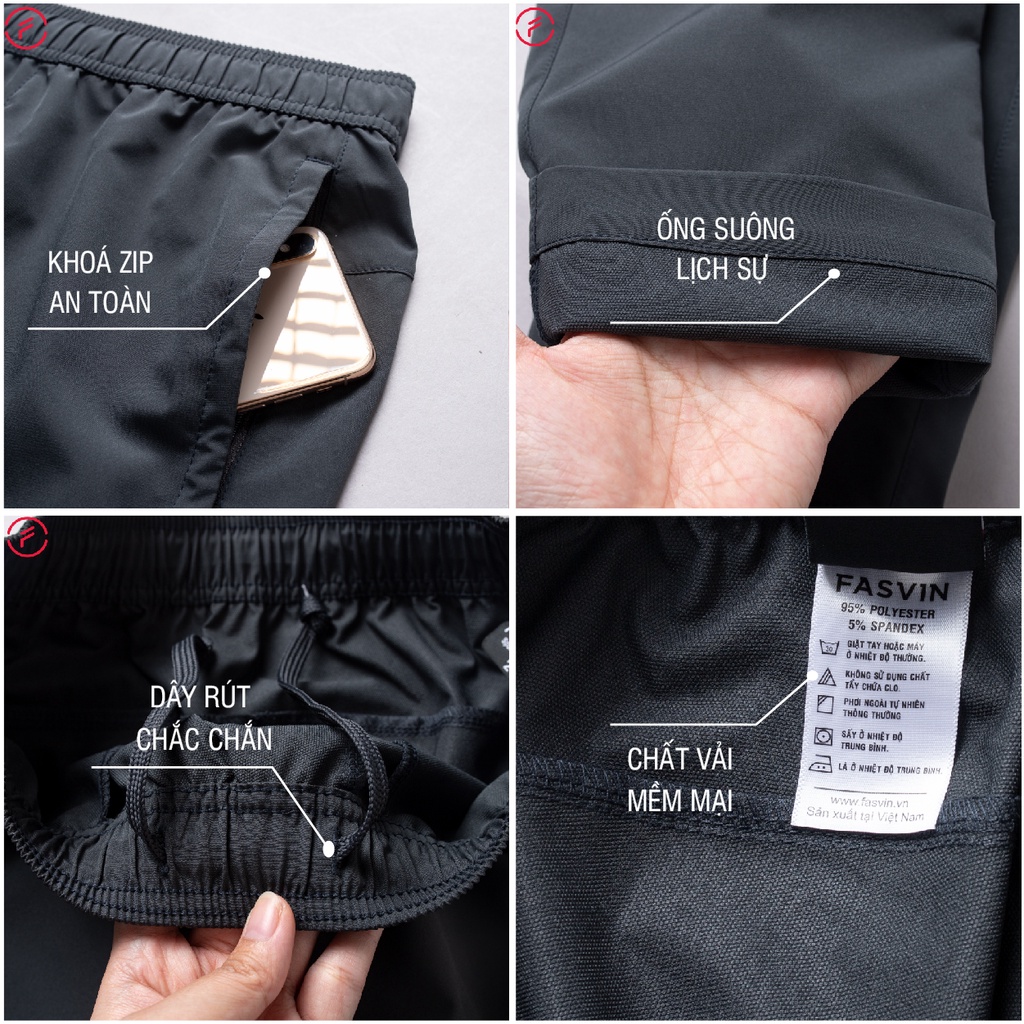 KHOÁ ZIP
AN TOÀN
ỐNG SUÔNG
LỊCH SỰ
DÂY RÚT
CHẮC CHẮN
FASVIN
95% POLYESTER
5% SPANDEX
30
GIẶT TAY HOẶC MÁY
Ở NHIỆT ĐỘ THƯỜNG.
KHÔNG SỬ DỤNG CHẤT
TẨY CHỨA CLO.
PHƠI NGOÀI TỰ NHIÊN
THÔNG THƯỜNG
SẤY Ở NHIỆT ĐỘ
TRUNG BÌNH.
LÀ Ở NHIỆT ĐỘ TRUNG BÌNH
www.fasvin.vn
Sản xuất tại Việt Nam
CHẤT VẢI
MỀM MẠI